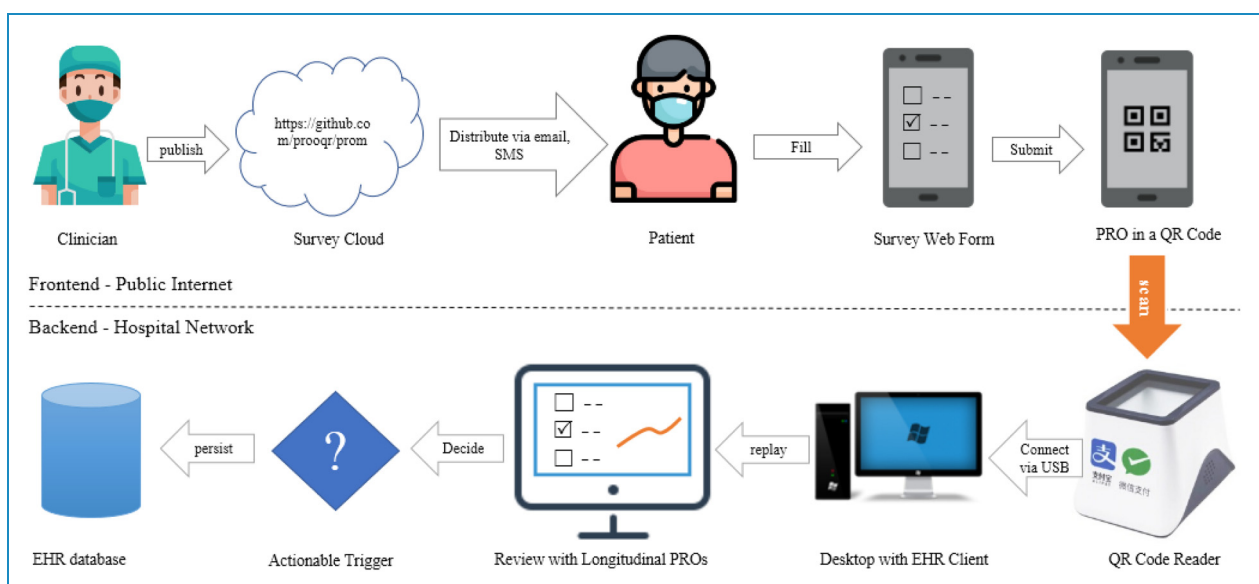 https://github.co
m/prooqr/prom
publish
Distribute via email,
SMS
Fill
Submit
Clinician
Survey Cloud
Patient
Survey Web Form
PRO in a QR Code
Frontend - Public Internet
scan
Backend - Hospital Network
persist
?
Decide
replay
Connect
via USB
支
支付宝
微信支付
EHR database
Actionable Trigger
Review with Longitudinal PROs
Desktop with EHR Client
QR Code Reader